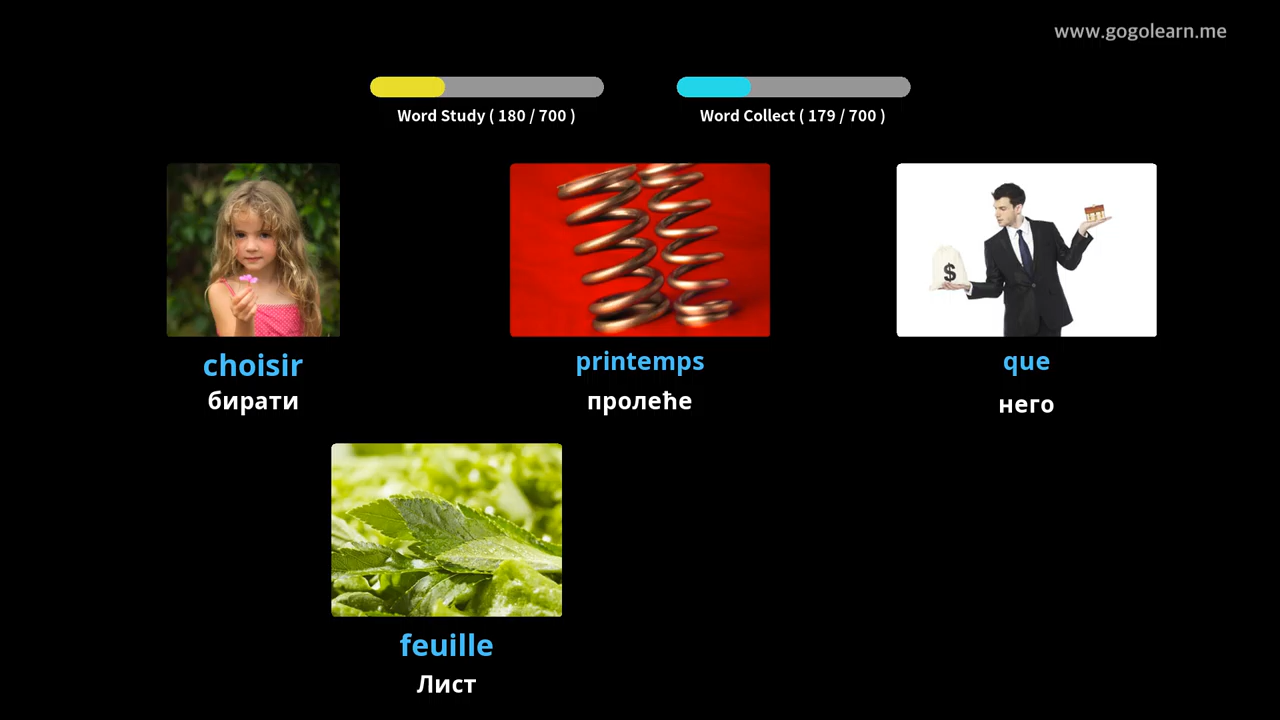 www.gogolearn.me
Word Study ( 180 / 700 )
Word Collect ( 179 / 700 )
choisir
бирати
printemps
пролеће
que
него
$
feuille
Лист